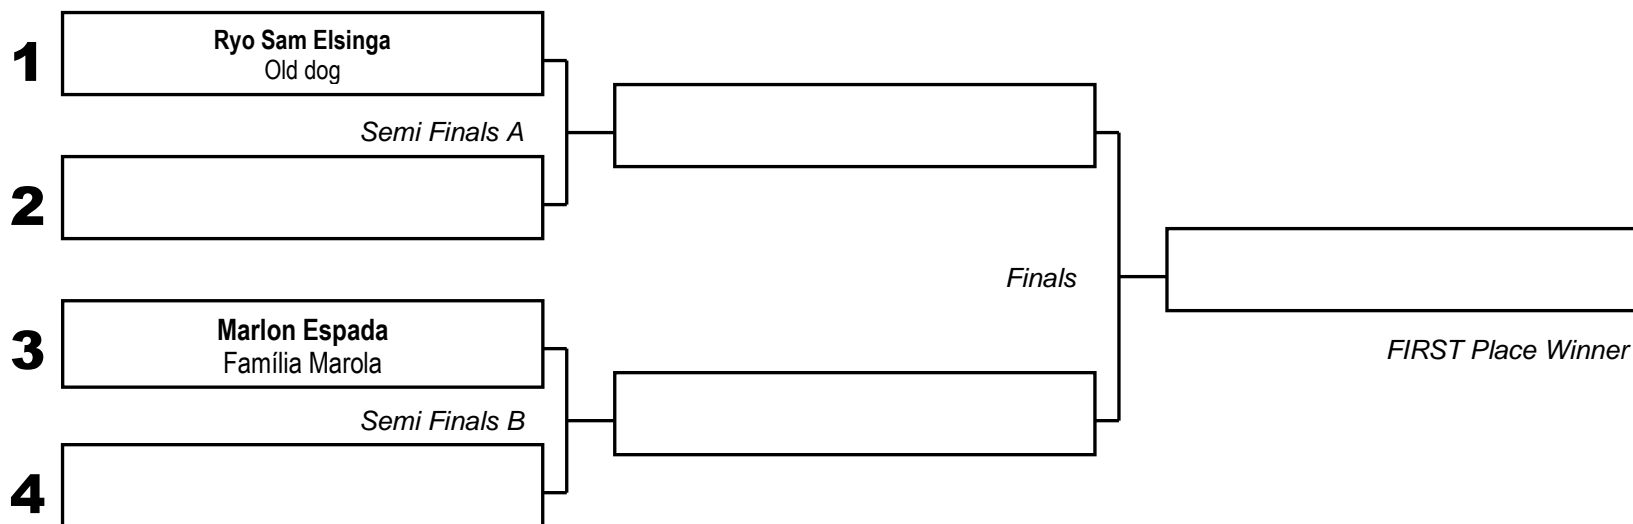 1
Ryo Sam Elsinga
Old dog
Semi Finals A
2
Finals
3
Marlon Espada
Família Marola
FIRST Place Winner
Semi Finals B
4